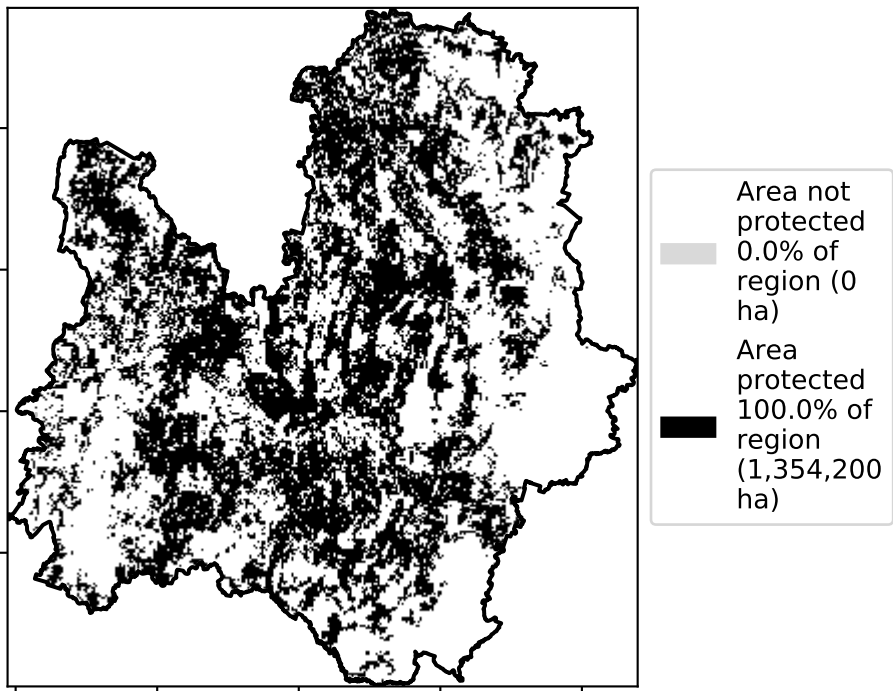 Area not
protected
0.0% of
region (0
ha)
Area
protected
100.0% of
region
(1,354,200
ha)